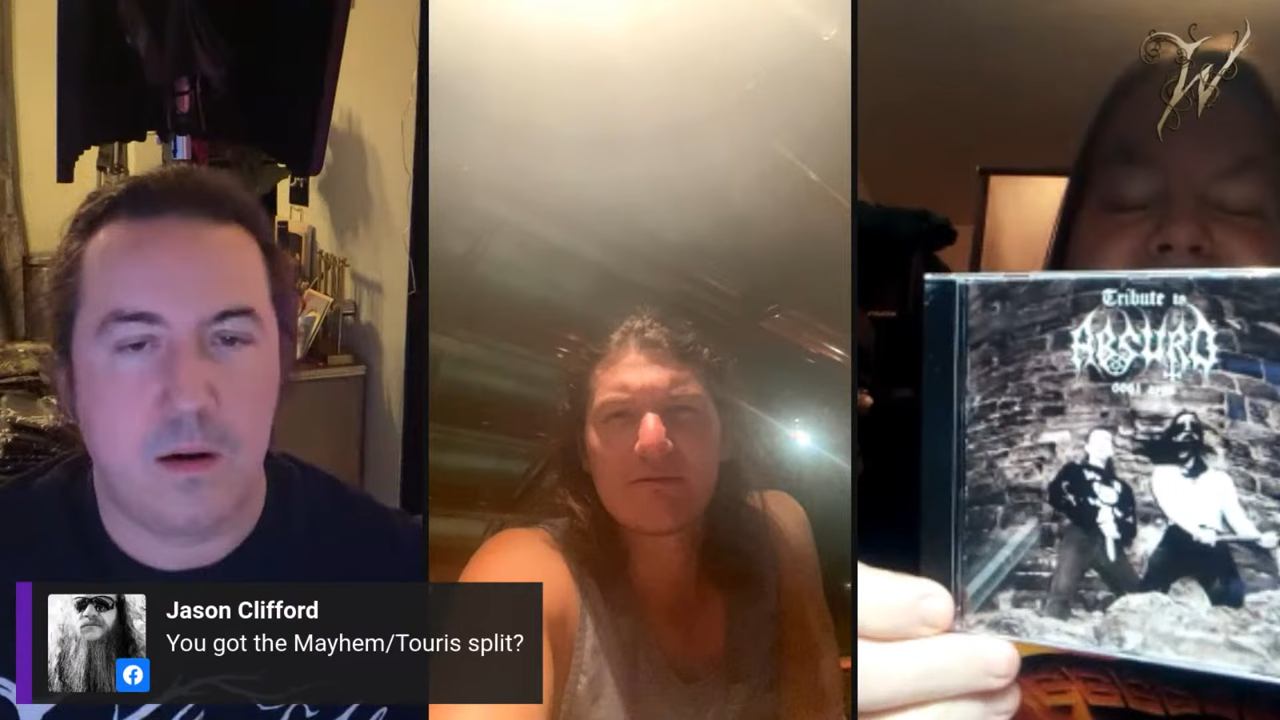 W
Tribute to
ABSURD
Jason Clifford
You got the Mayhem/Touris split?